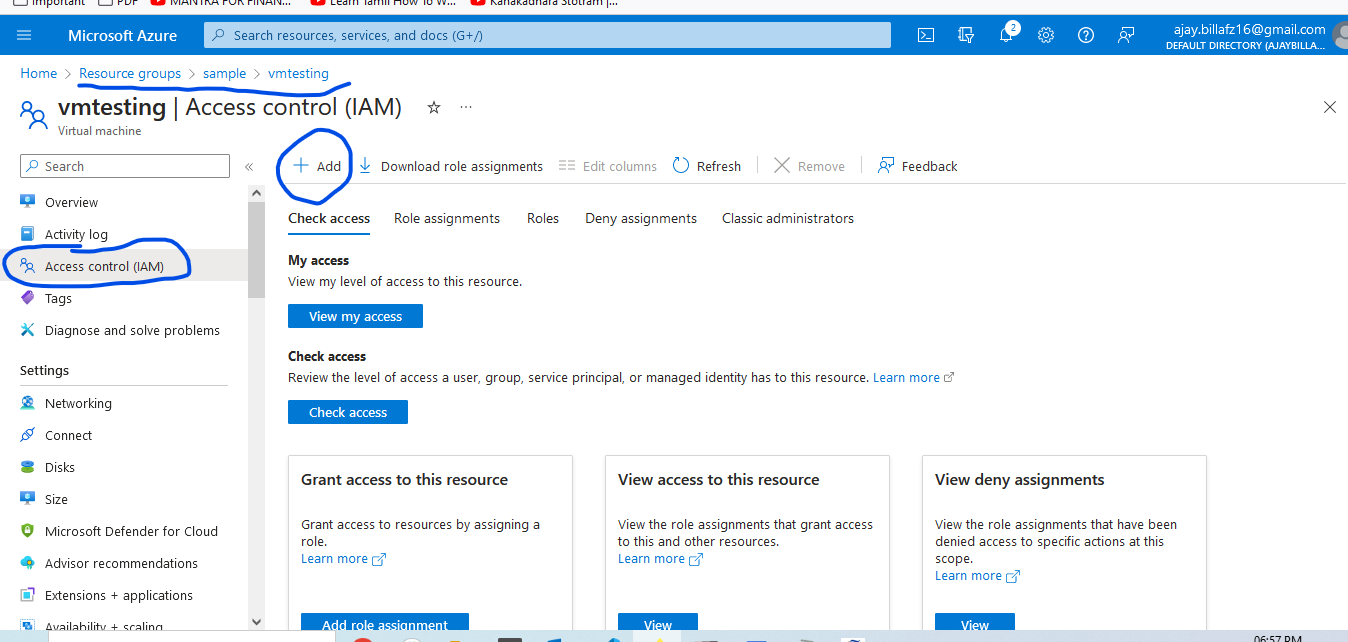 Important PDF MANTRA FOR FINAN... Learn Tamil How To W... Kanakadhara Stotram |...
Microsoft Azure Search resources, services, and docs (G+/) 2 ajay.billafz16@gmail.com
DEFAULT DIRECTORY (AJAYBILLA...
Home > Resource groups > sample > vmtesting
vmtesting | Access control (IAM) ☆ ...
Virtual machine
Search « + Add Download role assignments Edit columns Refresh Remove Feedback
Overview
Activity log
Access control (IAM)
Tags
Diagnose and solve problems
Settings
Networking
Connect
Disks
Size
Microsoft Defender for Cloud
Advisor recommendations
Extensions + applications
Availability + scaling
Check access Role assignments Roles Deny assignments Classic administrators
My access
View my level of access to this resource.
View my access
Check access
Review the level of access a user, group, service principal, or managed identity has to this resource. Learn more
Check access
Grant access to this resource
Grant access to resources by assigning a
role.
Learn more
Add role assignment
View access to this resource
View the role assignments that grant access
to this and other resources.
Learn more
View
View deny assignments
View the role assignments that have been
denied access to specific actions at this
scope.
Learn more
View
06:57 PM